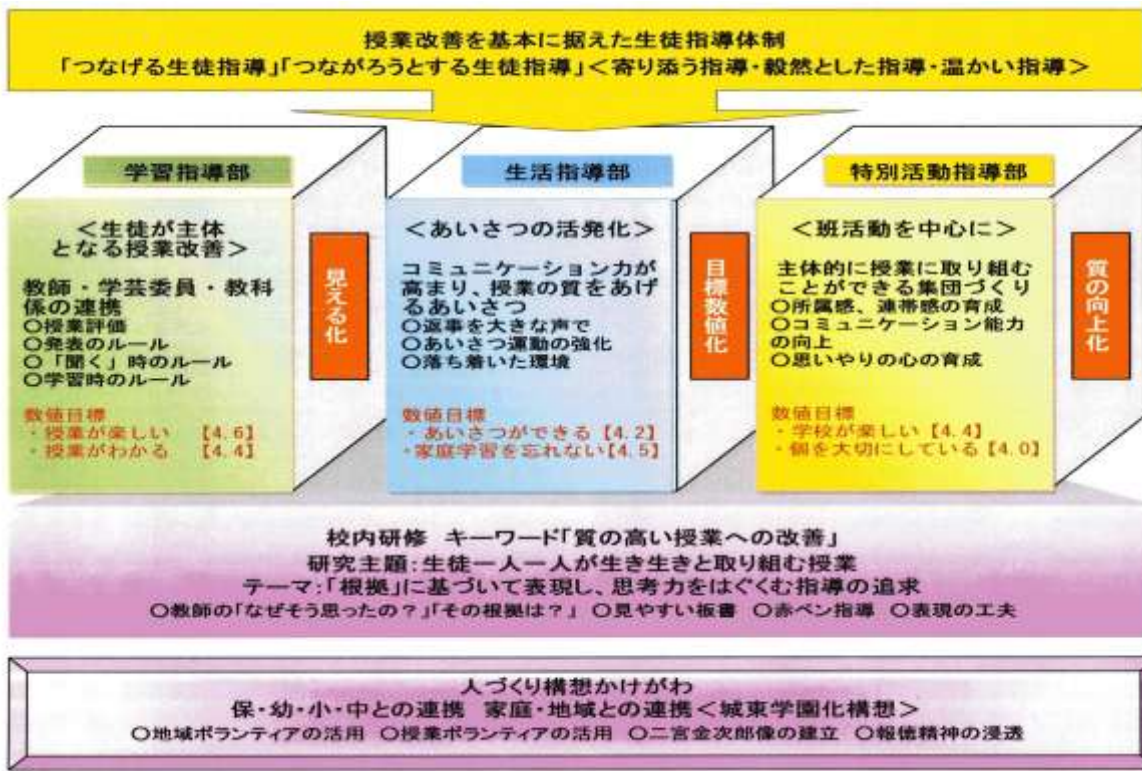 授業改善を基本に据えた生徒指導体制
「つなげる生徒指導」「つながろうとする生徒指導」＜寄り添う指導・毅然とした指導・温かい指導＞
学習指導部
＜生徒が主体
となる授業改善＞
教師・学芸委員・教科
係の連携
○授業評価
○発表のルール
○「聞く」時のルール
○学習時のルール
数値目標
・授業が楽しい 【4.6】
・授業がわかる 【4.4】
見える化
生活指導部
＜あいさつの活発化＞
コミュニケーション力が
高まり、授業の質をあげ
るあいさつ
○返事を大きな声で
○あいさつ運動の強化
○落ち着いた環境
数値目標
・あいさつができる【4.2】
・家庭学習を忘れない【4.5】
目標数値化
特別活動指導部
＜班活動を中心に＞
主体的に授業に取り組む
ことができる集団づくり
○所属感、連帯感の育成
○コミュニケーション能力
の向上
○思いやりの心の育成
数値目標
・学校が楽しい【4.4】
・個を大切にしている【4.0】
質の向上化
校内研修 キーワード「質の高い授業への改善」
研究主題：生徒一人一人が生き生きと取り組む授業
テーマ：「根拠」に基づいて表現し、思考力をはぐくむ指導の追求
○教師の「なぜそう思ったの？」「その根拠は？」 ○見やすい板書 ○赤ペン指導 ○表現の工夫
人づくり構想かけがわ
保・幼・小・中との連携 家庭・地域との連携＜城東学園化構想＞
○地域ボランティアの活用 ○授業ボランティアの活用 ○二宮金次郎像の建立 ○報徳精神の浸透